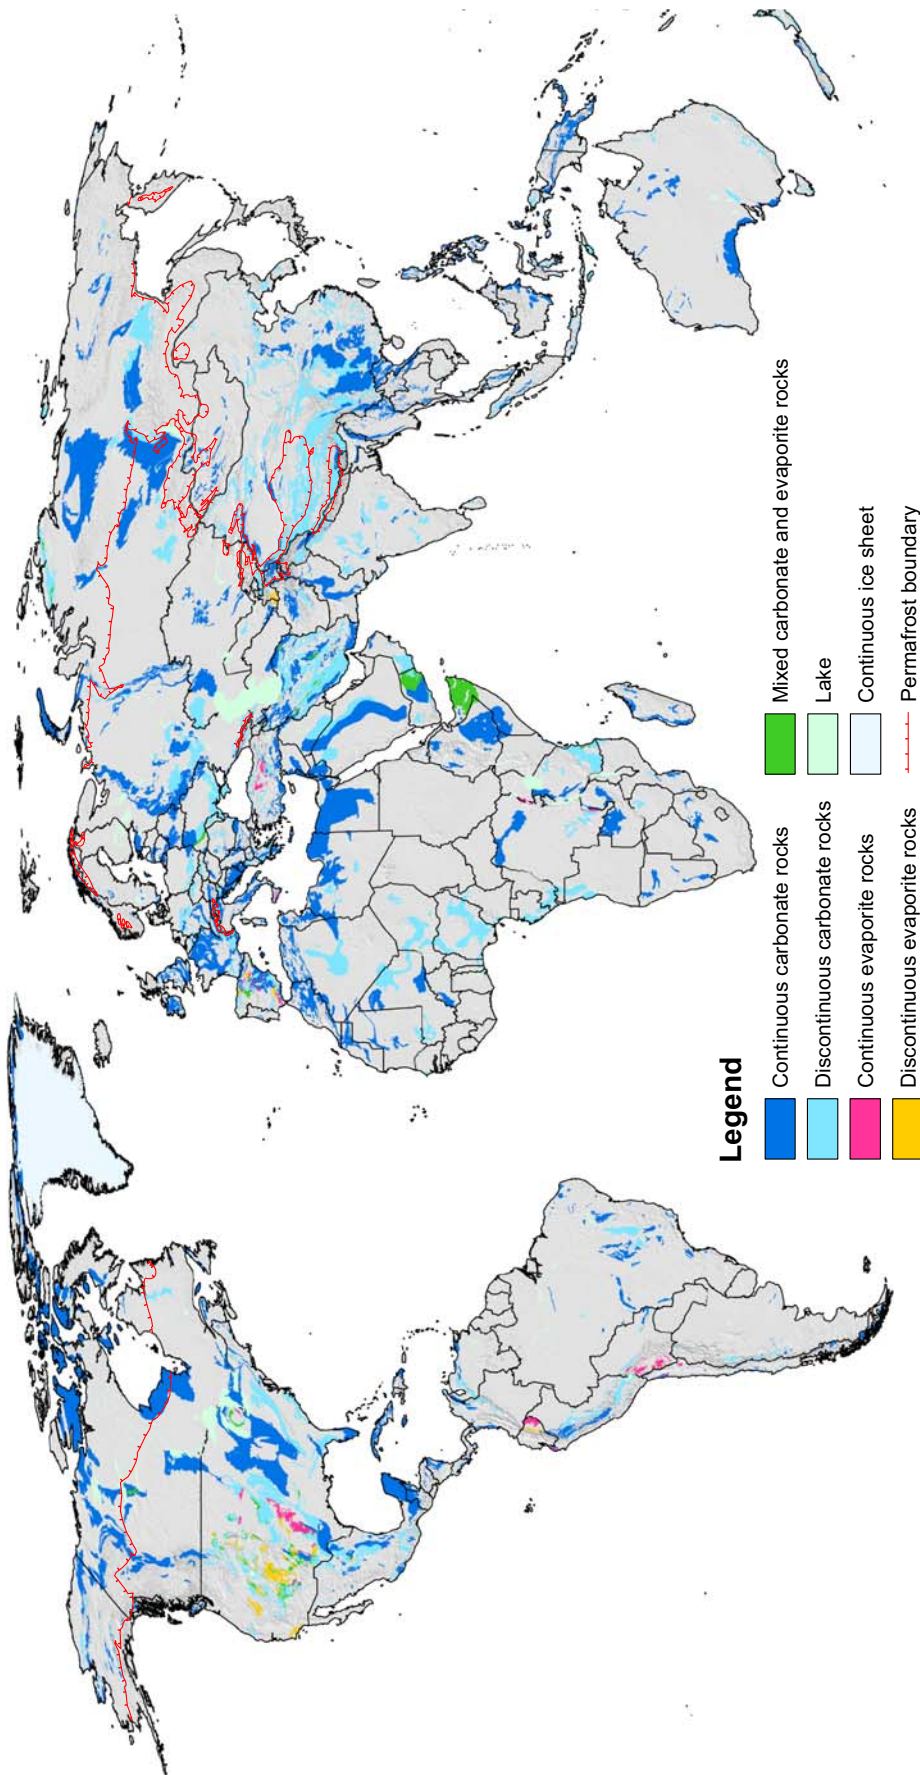 Legend
Continuous carbonate rocks
Discontinuous carbonate rocks
Continuous evaporite rocks
Discontinuous evaporite rocks
Mixed carbonate and evaporite rocks
Lake
Continuous ice sheet
Permafrost boundary